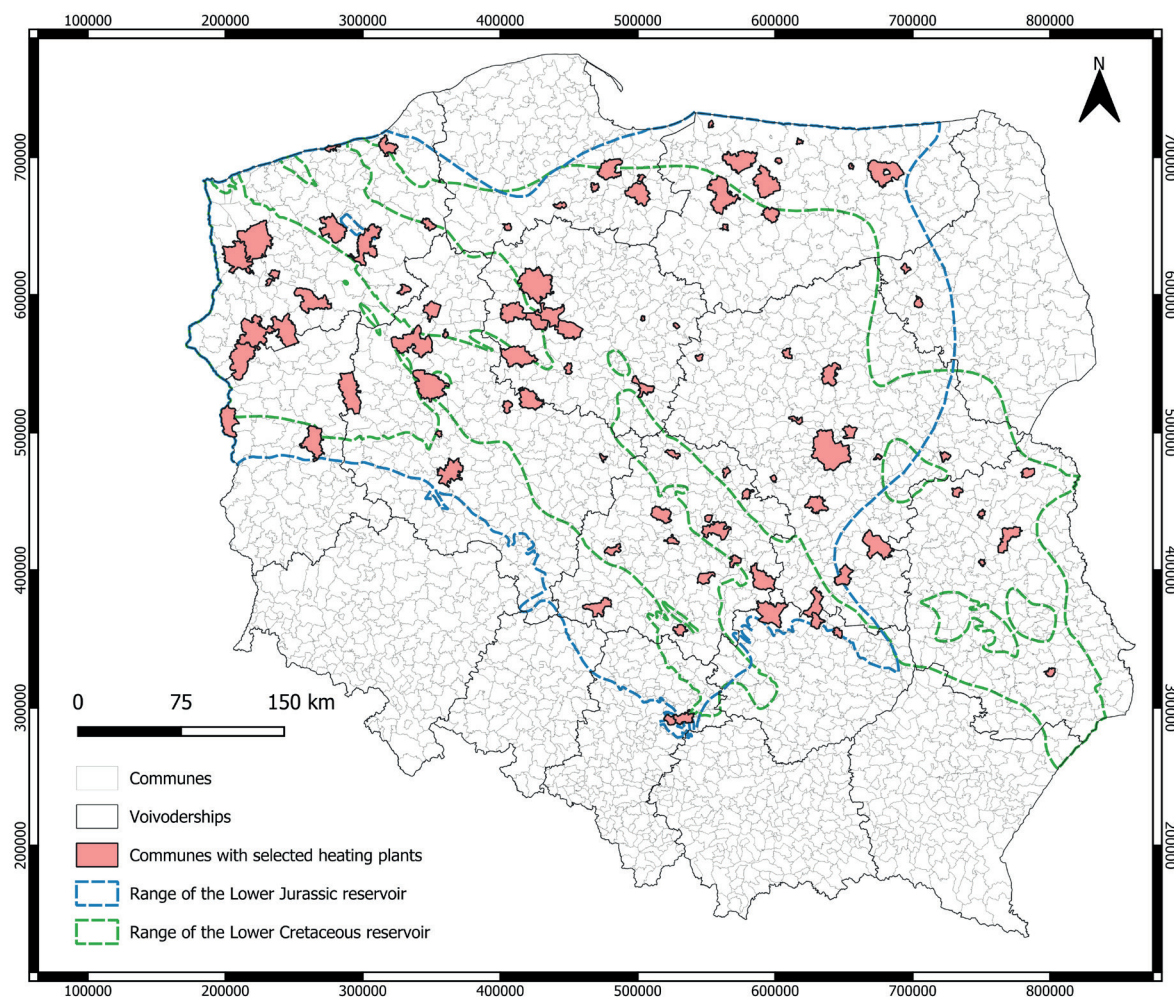 100000 200000 300000 400000 500000 600000 700000 800000
N
700000
700000
600000
600000
500000
500000
400000
400000
300000
300000
200000
200000
0 75 150 km
Communes
Voivoderships
Communes with selected heating plants
Range of the Lower Jurassic reservoir
Range of the Lower Cretaceous reservoir
100000 200000 300000 400000 500000 600000 700000 800000